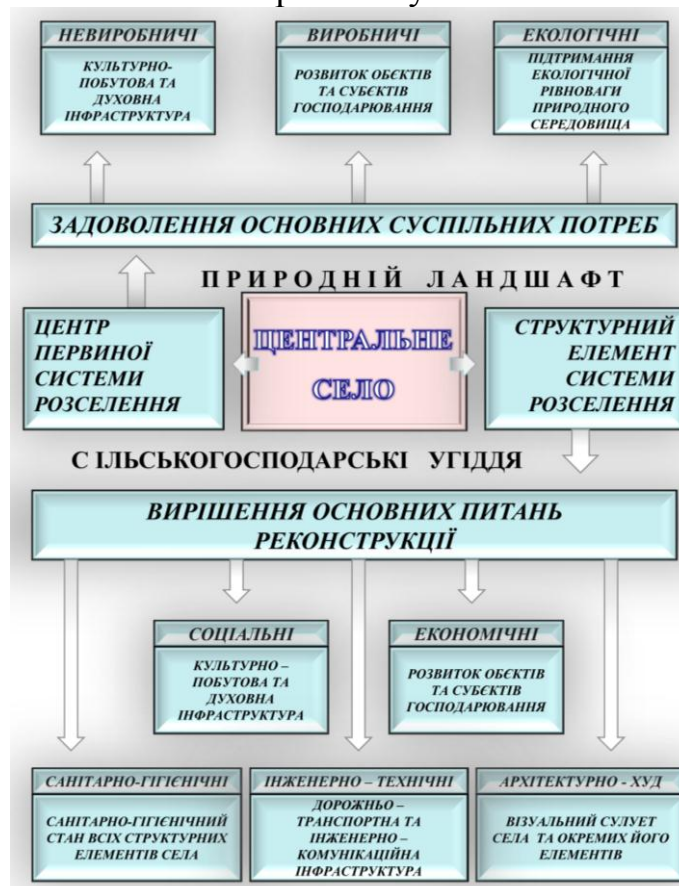 НЕВИРОБНИЧІ
КУЛЬТУРНО-
ПОБУТОВА ТА
ДУХОВНА
ІНФРАСТРУКТУРА
ВИРОБНИЧІ
РОЗВИТОК ОБЄКТІВ
ТА СУБЄКТІВ
ГОСПОДАРЮВАННЯ
ЕКОЛОГІЧНІ
ПІДТРИМАННЯ
ЕКОЛОГІЧНОЇ
РІВНОВАГИ
ПРИРОДНОГО
СЕРЕДОВИЩА
ЗАДОВОЛЕННЯ ОСНОВНИХ СУСПІЛЬНИХ ПОТРЕБ
ПРИРОДНІЙ ЛАНДШАФТ
ЦЕНТР
ПЕРВИНОЇ
СИСТЕМИ
РОЗСЕЛЕННЯ
ЦЕНТРАЛЬНЕ
СЕЛО
СТРУКТУРНИЙ
ЕЛЕМЕНТ
СИСТЕМИ
РОЗСЕЛЕННЯ
С ІЛЬСЬКОГОСПОДАРСЬКІ УГІДДЯ
ВИРІШЕННЯ ОСНОВНИХ ПИТАНЬ
РЕКОНСТРУКЦІЇ
СОЦІАЛЬНІ
КУЛЬТУРНО –
ПОБУТОВА ТА
ДУХОВНА
ІНФРАСТРУКТУРА
ЕКОНОМІЧНІ
РОЗВИТОК ОБЄКТІВ
ТА СУБЄКТІВ
ГОСПОДАРЮВАННЯ
САНІТАРНО-ГІГІЄНІЧНІ
САНІТАРНО-ГІГІЄНІЧНИЙ
СТАН ВСІХ СТРУКТУРНИХ
ЕЛЕМЕНТІВ СЕЛА
ІНЖЕНЕРНО – ТЕХНІЧНІ
ДОРОЖНЬО –
ТРАНСПОРТНА ТА
ІНЖЕНЕРНО –
КОМУНІКАЦІЙНА
ІНФРАСТРУКТУРА
АРХІТЕКТУРНО - ХУД
ВІЗУАЛЬНИЙ СУЛУЕТ
СЕЛА ТА ОКРЕМИХ ЙОГО
ЕЛЕМЕНТІВ